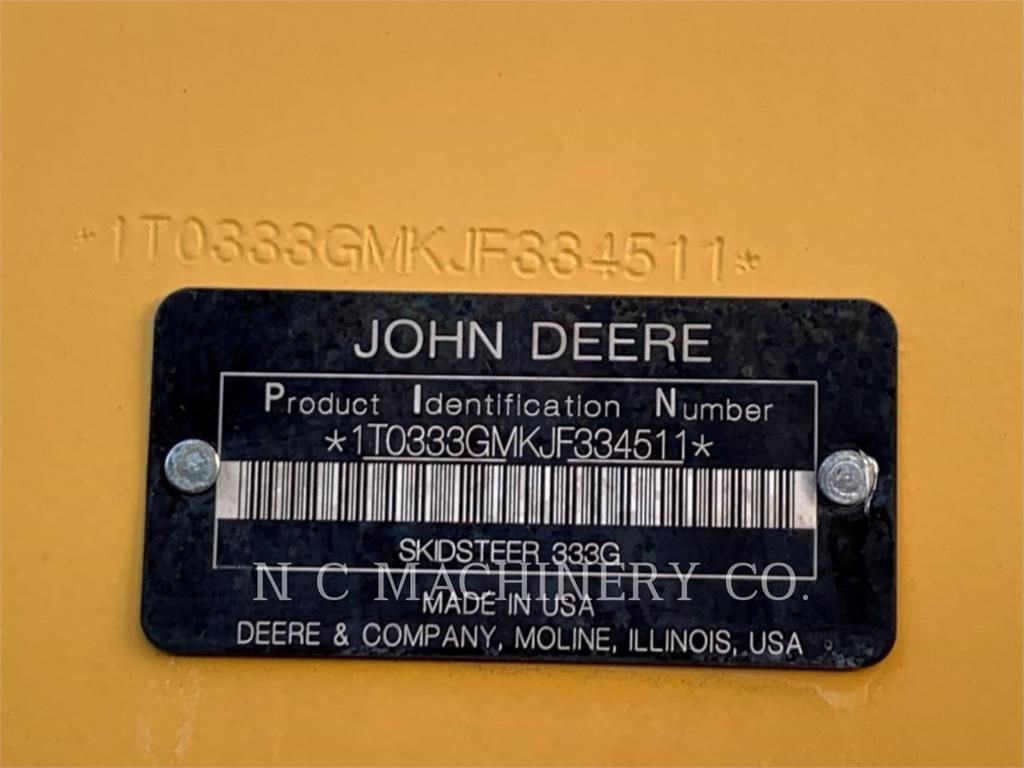 *1T0333GMKJF334511*
JOHN DEERE
Product Identification Number
*1T0333GMKJF334511*
SKIDSTEER 333G
N C MACHINERY CO.
MADE IN USA
DEERE & COMPANY, MOLINE, ILLINOIS, USA